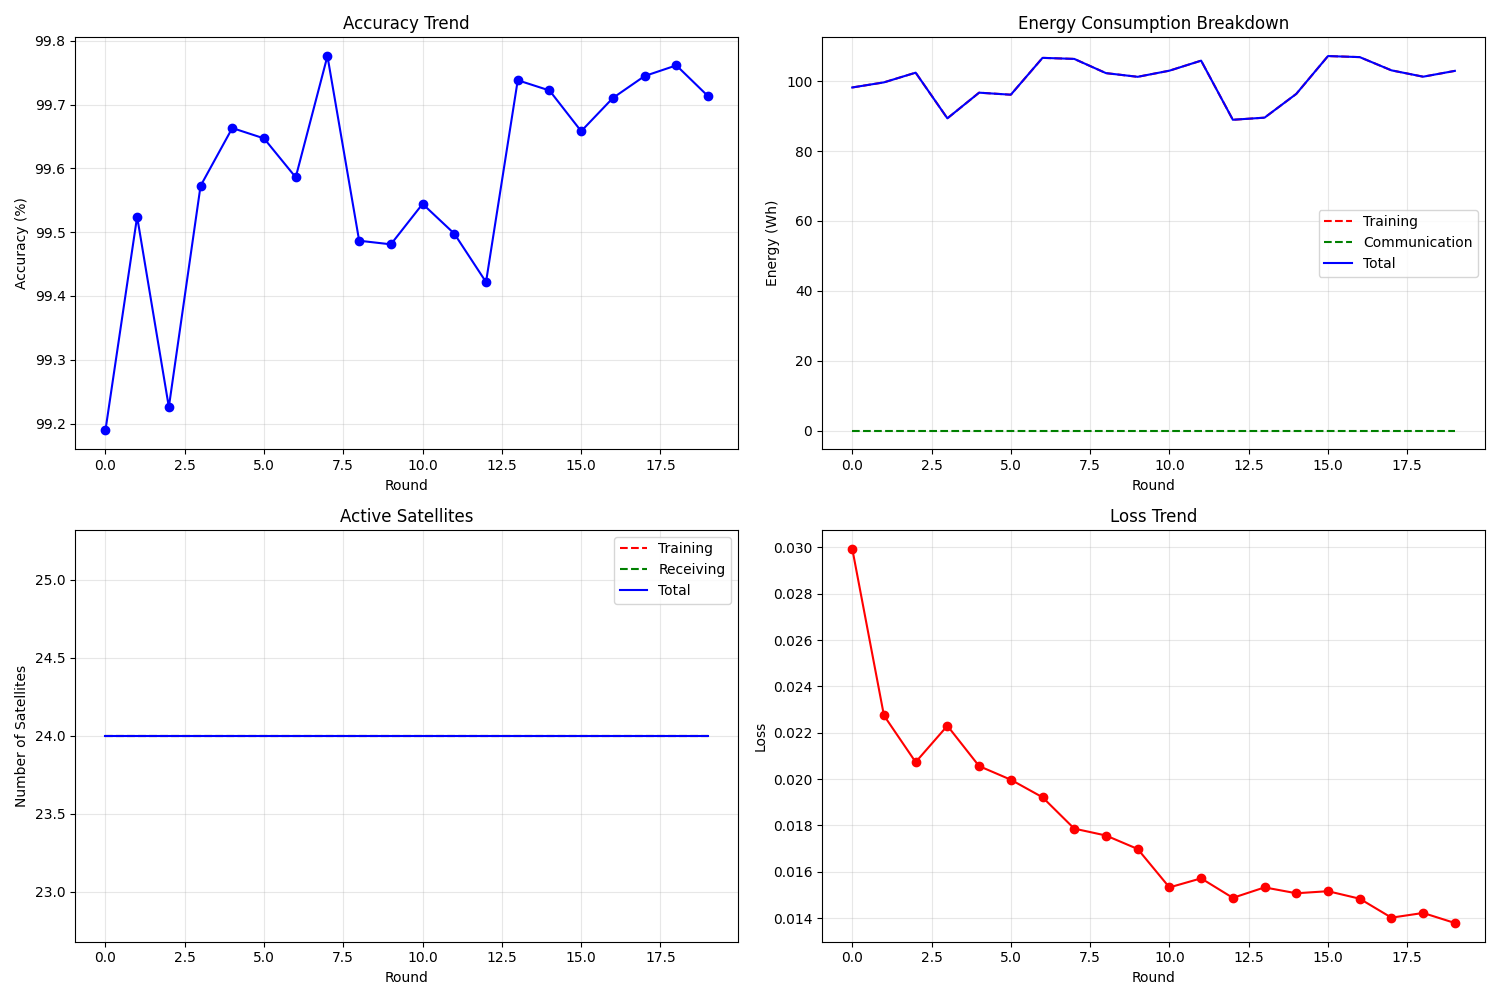 Accuracy Trend
Accuracy (%)
99.8
99.7
99.6
99.5
99.4
99.3
99.2
0.0 2.5 5.0 7.5 10.0 12.5 15.0 17.5
Round
Energy Consumption Breakdown
Energy (Wh)
100
80
60
40
20
0
Training
Communication
Total
0.0 2.5 5.0 7.5 10.0 12.5 15.0 17.5
Round
Active Satellites
Number of Satellites
25.0
24.5
24.0
23.5
23.0
Training
Receiving
Total
0.0 2.5 5.0 7.5 10.0 12.5 15.0 17.5
Round
Loss Trend
Loss
0.030
0.028
0.026
0.024
0.022
0.020
0.018
0.016
0.014
0.0 2.5 5.0 7.5 10.0 12.5 15.0 17.5
Round